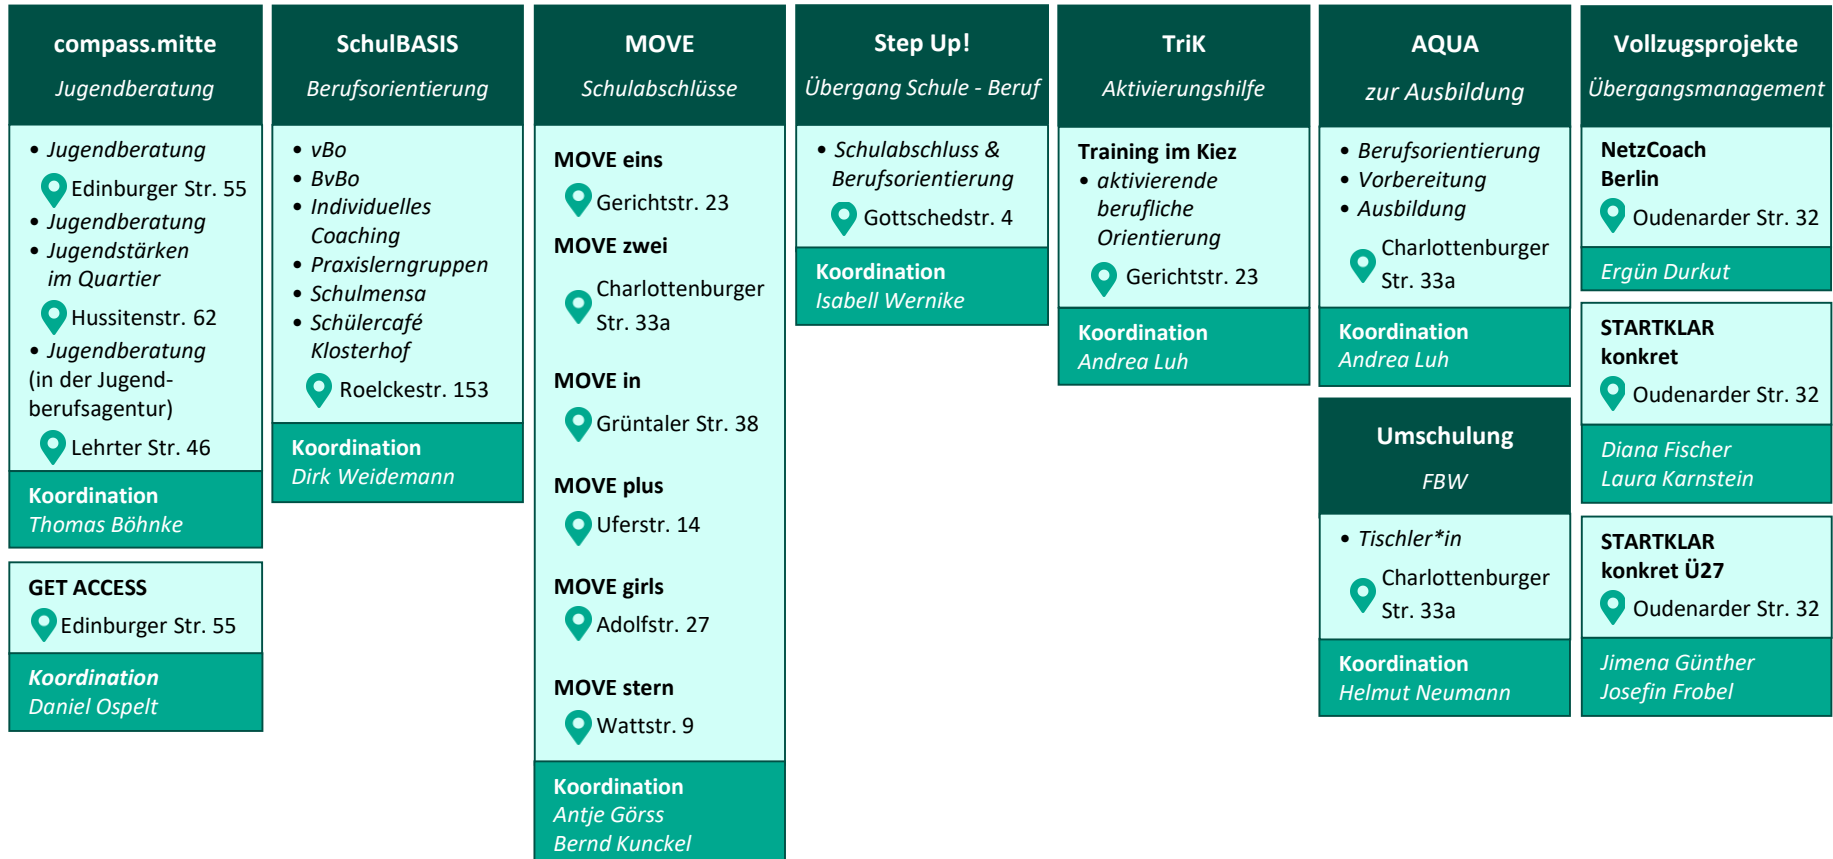 compass.mitte
Jugendberatung
• Jugendberatung
Edinburger Str. 55
• Jugendberatung
• Jugendstärken
im Quartier
Hussitenstr. 62
• Jugendberatung
(in der Jugend-
berufsagentur)
Lehrter Str. 46
Koordination
Thomas Böhnke
GET ACCESS
Edinburger Str. 55
Koordination
Daniel Ospelt
SchulBASIS
Berufsorientierung
• vBo
• BvBo
• Individuelles
Coaching
• Praxislerngruppen
• Schulmensa
• Schülercafé
Klosterhof
Roelckestr. 153
Koordination
Dirk Weidemann
MOVE
Schulabschlüsse
MOVE eins
Gerichtstr. 23
MOVE zwei
Charlottenburger
Str. 33a
MOVE in
Grüntaler Str. 38
MOVE plus
Uferstr. 14
MOVE girls
Adolfstr. 27
MOVE stern
Wattstr. 9
Koordination
Antje Görss
Bernd Kunckel
Step Up!
Übergang Schule - Beruf
• Schulabschluss &
Berufsorientierung
Gottschedstr. 4
Koordination
Isabell Wernike
TriK
Aktivierungshilfe
Training im Kiez
• aktivierende
berufliche
Orientierung
Gerichtstr. 23
Koordination
Andrea Luh
AQUA
zur Ausbildung
• Berufsorientierung
• Vorbereitung
• Ausbildung
Charlottenburger
Str. 33a
Koordination
Andrea Luh
Umschulung
FBW
• Tischler*in
Charlottenburger
Str. 33a
Koordination
Helmut Neumann
Vollzugsprojekte
Übergangsmanagement
NetzCoach
Berlin
Oudenarder Str. 32
Ergün Durkut
STARTKLAR
konkret
Oudenarder Str. 32
Diana Fischer
Laura Karnstein
STARTKLAR
konkret Ü27
Oudenarder Str. 32
Jimena Günther
Josefin Frobel